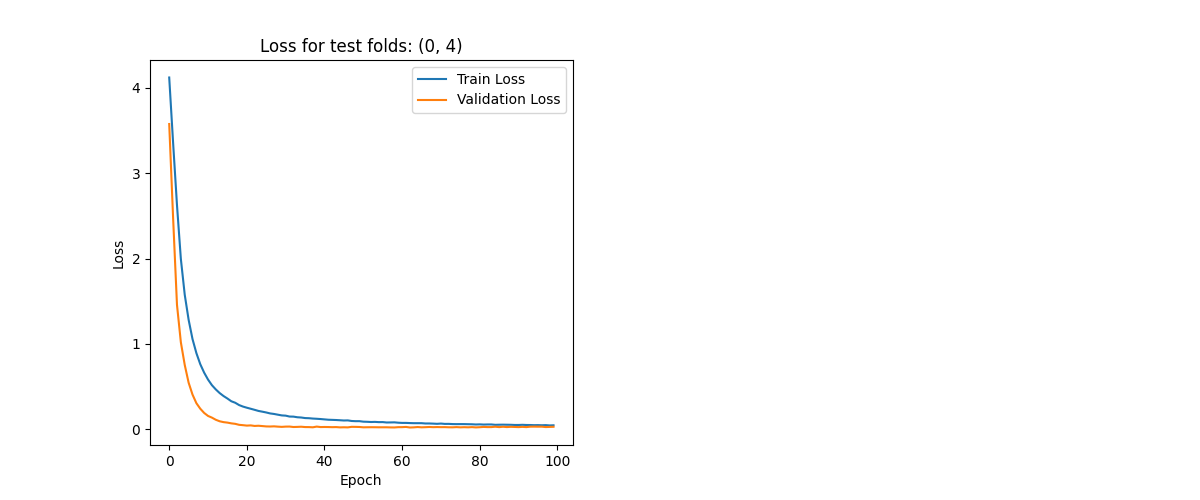 Loss for test folds: (0, 4)
Train Loss
Validation Loss
4
3
2
1
0
Loss
0 20 40 60 80 100
Epoch